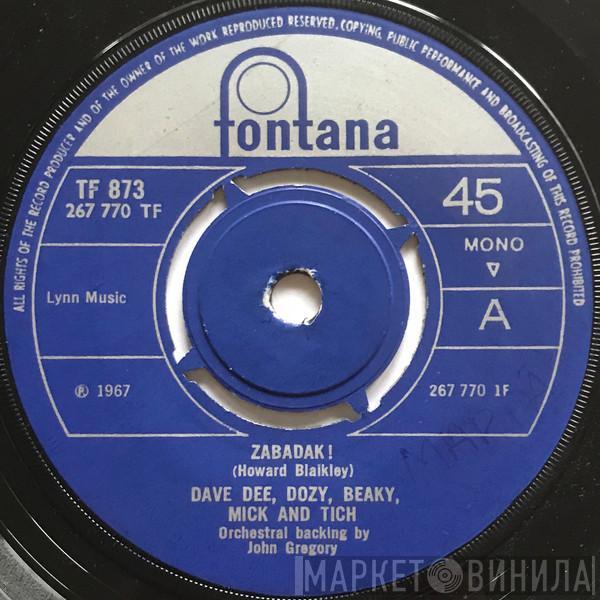 ALL RIGHTS OF THE RECORD PRODUCER AND OF THE OWNER OF THE WORK REPRODUCED RESERVED. COPYING, PUBLIC PERFORMANCE AND BROADCASTING OF THIS RECORD PROHIBITED
fontana
TF 873
267 770 TF
45
MONO
Lynn Music
A
℗ 1967
267 770 1F
ZABADAK!
(Howard Blaikley)
DAVE DEE, DOZY, BEAKY,
MICK AND TICH
Orchestral backing by
John Gregory
МАРКЕТ ВИНИЛА